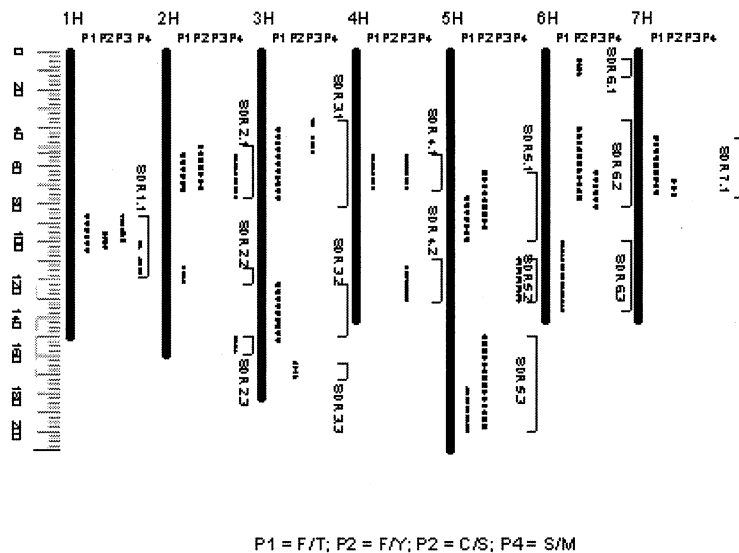 1H 2H 3H 4H 5H 6H 7H
P1 P2 P3 P4 P1 P2 P3 P4 P1 P2 P3 P4 P1 P2 P3 P4 P1 P2 P3 P4 P1 P2 P3 P4 P1 P2 P3 P4
0
20
40
60
80
100
120
140
160
180
200
SDR1.1
SDR2.1
SDR2.2
SDR2.3
SDR3.1
SDR3.2
SDR3.3
SDR4.1
SDR4.2
SDR5.1
SDR5.2
SDR5.3
SDR6.1
SDR6.2
SDR6.3
SDR7.1
P1 = F/T; P2 = F/Y; P2 = C/S; P4 = S/M